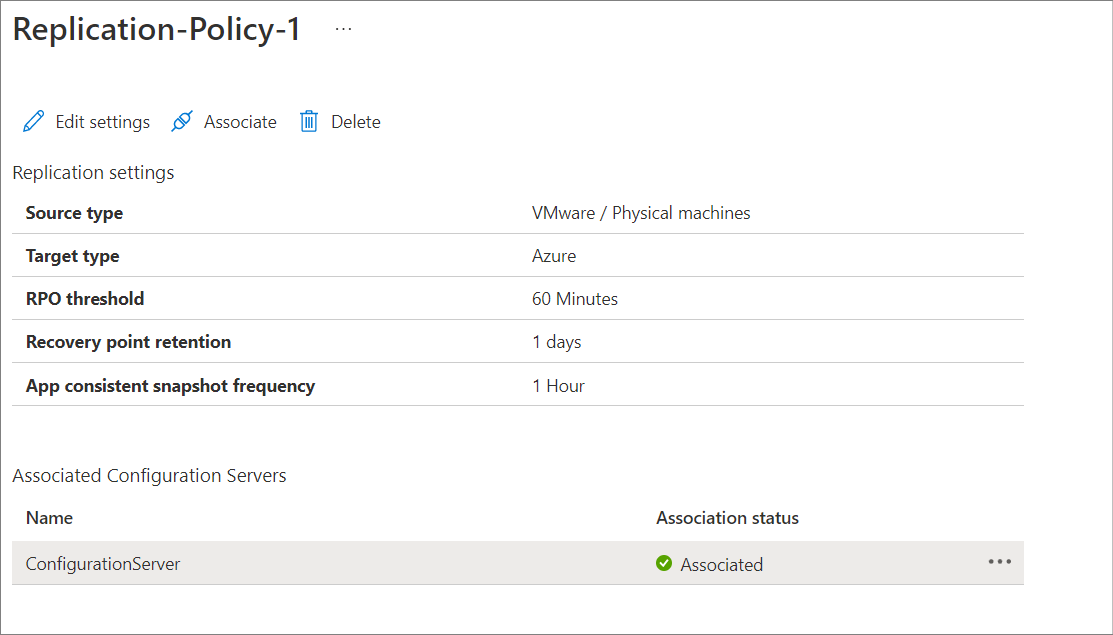 Replication-Policy-1 ...
Edit settings Associate Delete
Replication settings
Source type VMware / Physical machines
Target type Azure
RPO threshold 60 Minutes
Recovery point retention 1 days
App consistent snapshot frequency 1 Hour
Associated Configuration Servers
Name Association status
ConfigurationServer Associated ...